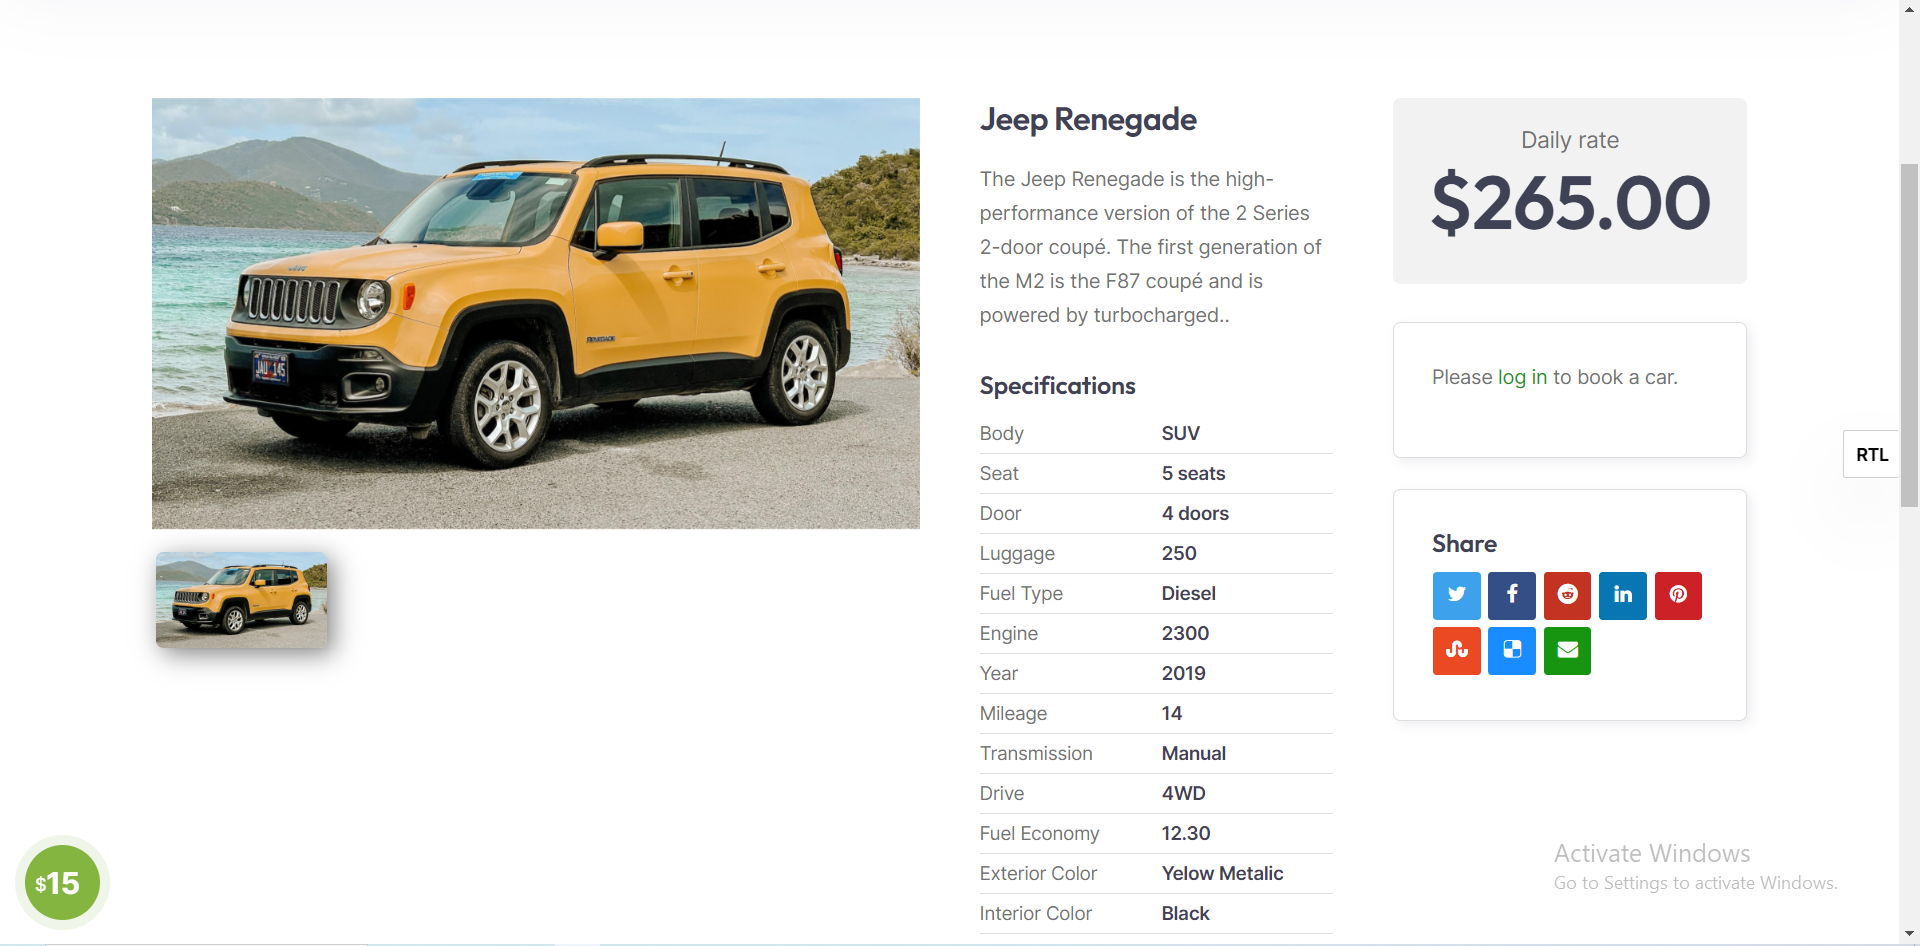 Jeep Renegade
The Jeep Renegade is the high-
performance version of the 2 Series
2-door coupé. The first generation of
the M2 is the F87 coupé and is
powered by turbocharged..
Specifications
Body SUV
Seat 5 seats
Door 4 doors
Luggage 250
Fuel Type Diesel
Engine 2300
Year 2019
Mileage 14
Transmission Manual
Drive 4WD
Fuel Economy 12.30
Exterior Color Yelow Metalic
Interior Color Black
Daily rate
$265.00
Please log in to book a car.
Share
RTL
JAU 145
RENEGADE
$15
Activate Windows
Go to Settings to activate Windows.